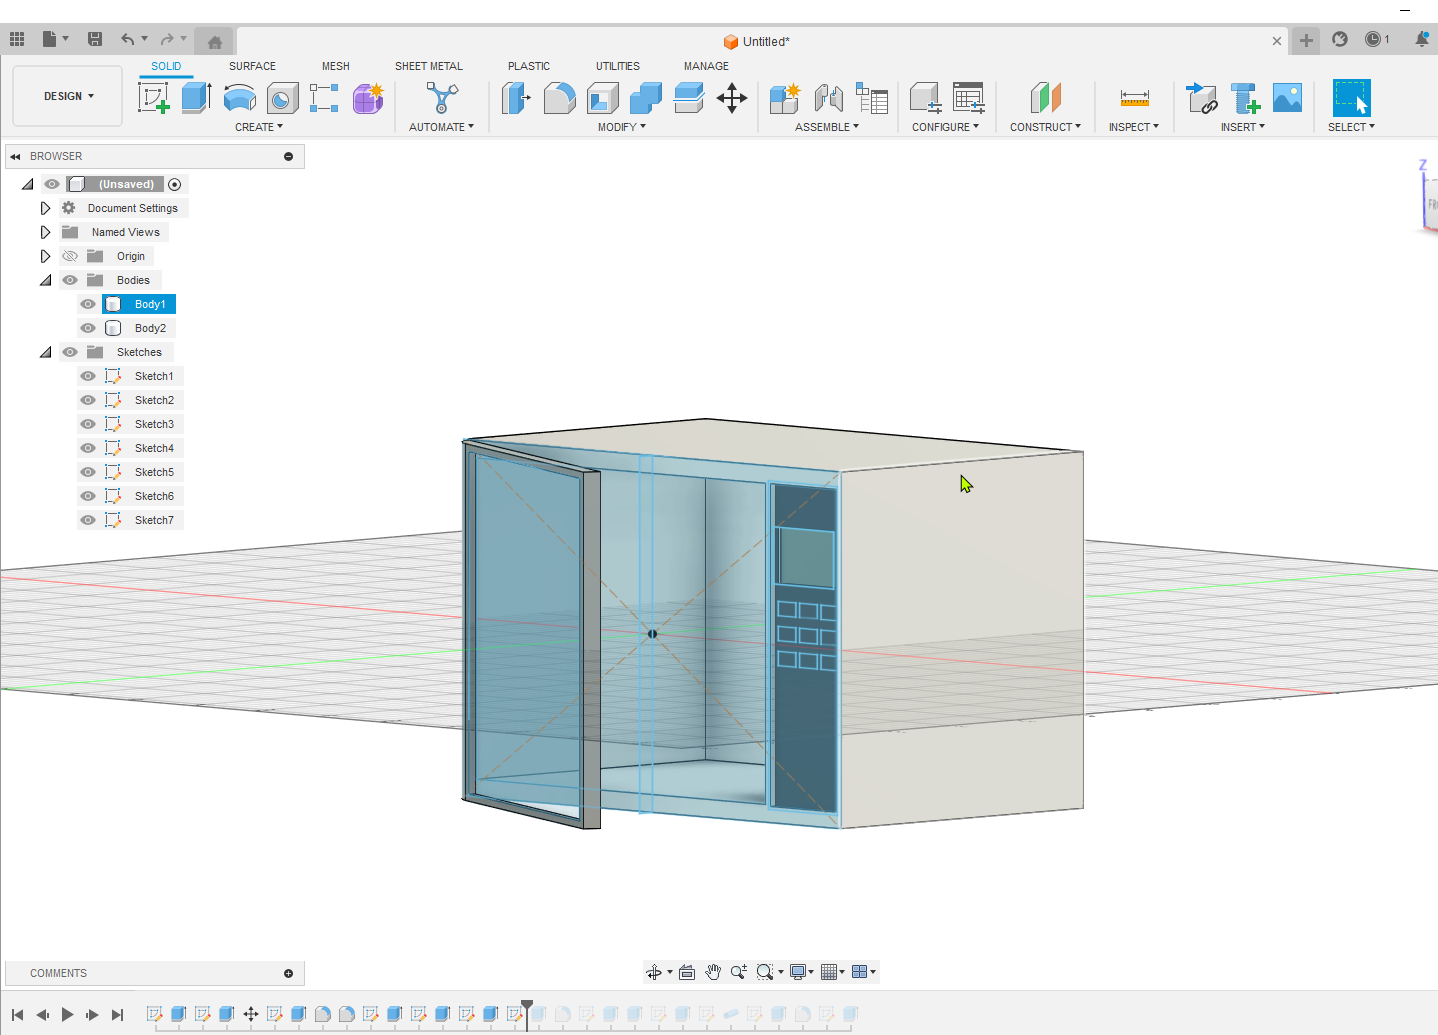 Untitled*
1
DESIGN
SOLID
SURFACE
MESH
SHEET METAL
PLASTIC
UTILITIES
MANAGE
CREATE
AUTOMATE
MODIFY
ASSEMBLE
CONFIGURE
CONSTRUCT
INSPECT
INSERT
SELECT
BROWSER
(Unsaved)
Document Settings
Named Views
Origin
Bodies
Body1
Body2
Sketches
Sketch1
Sketch2
Sketch3
Sketch4
Sketch5
Sketch6
Sketch7
Z
COMMENTS